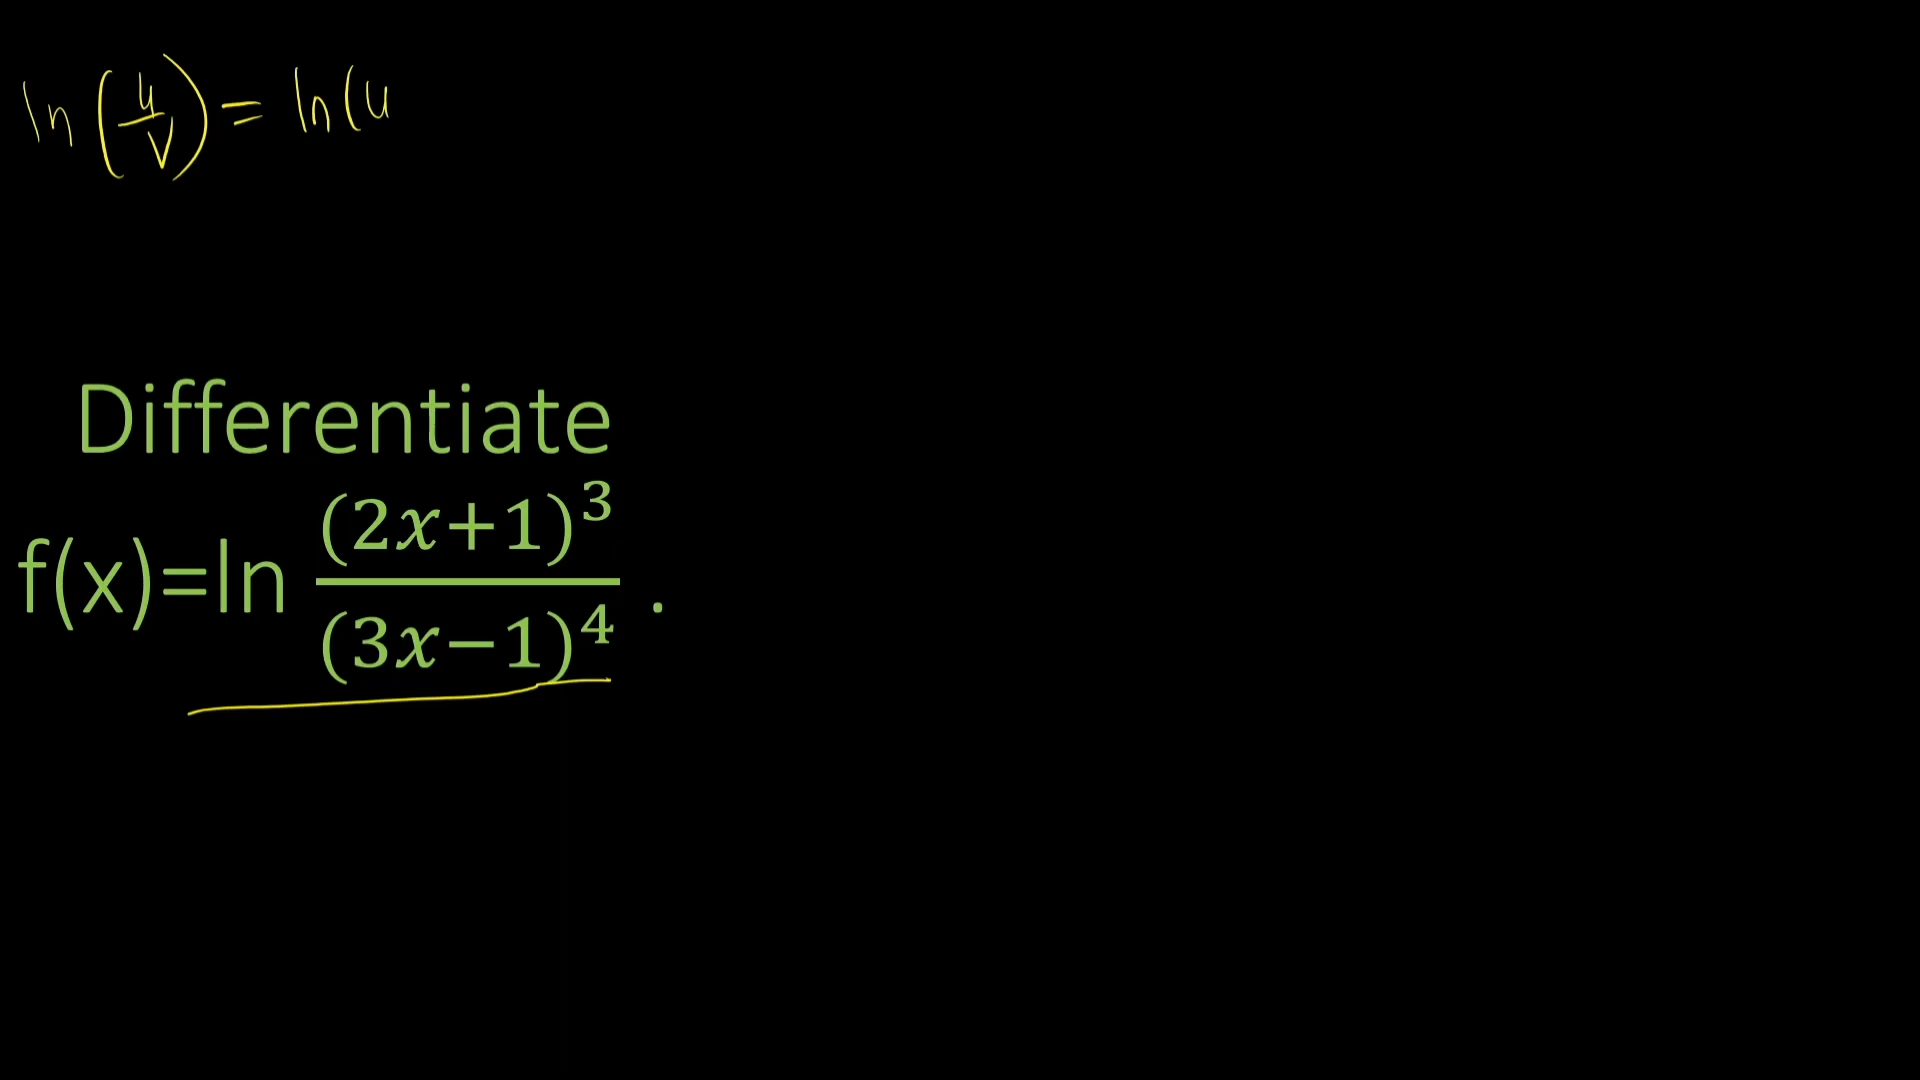 ln(u/v) = ln(u
Differentiate
f(x)=ln (2x+1)^3/(3x−1)^4 .